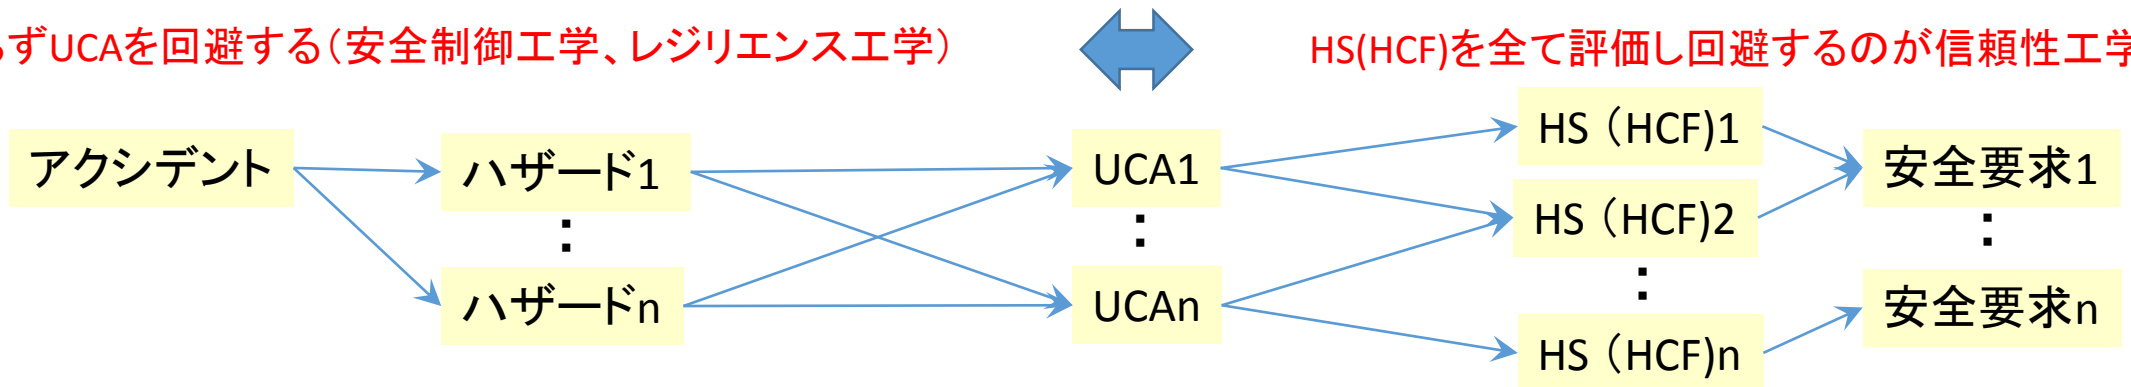 らずUCAを回避する（安全制御工学、レジリエンス工学）
HS(HCF)を全て評価し回避するのが信頼性工学
アクシデント
ハザード1
：
ハザードn
UCA1
：
UCAn
HS（HCF)1
HS（HCF)2
：
HS（HCF)n
安全要求1
：
安全要求n